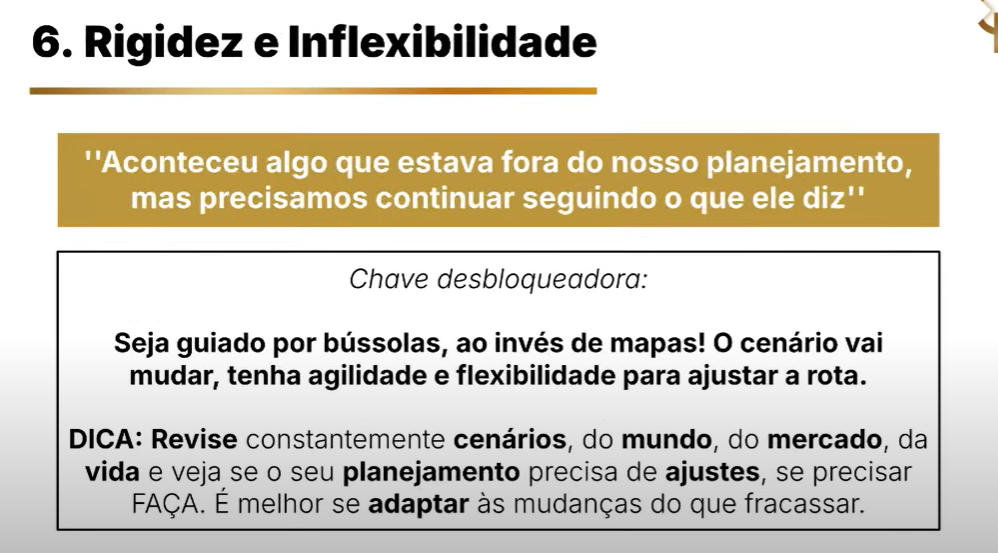 6. Rigidez e Inflexibilidade
''Aconteceu algo que estava fora do nosso planejamento,
mas precisamos continuar seguindo o que ele diz''
Chave desbloqueadora:
Seja guiado por bússolas, ao invés de mapas! O cenário vai
mudar, tenha agilidade e flexibilidade para ajustar a rota.
DICA: Revise constantemente cenários, do mundo, do mercado, da
vida e veja se o seu planejamento precisa de ajustes, se precisar
FAÇA. É melhor se adaptar às mudanças do que fracassar.